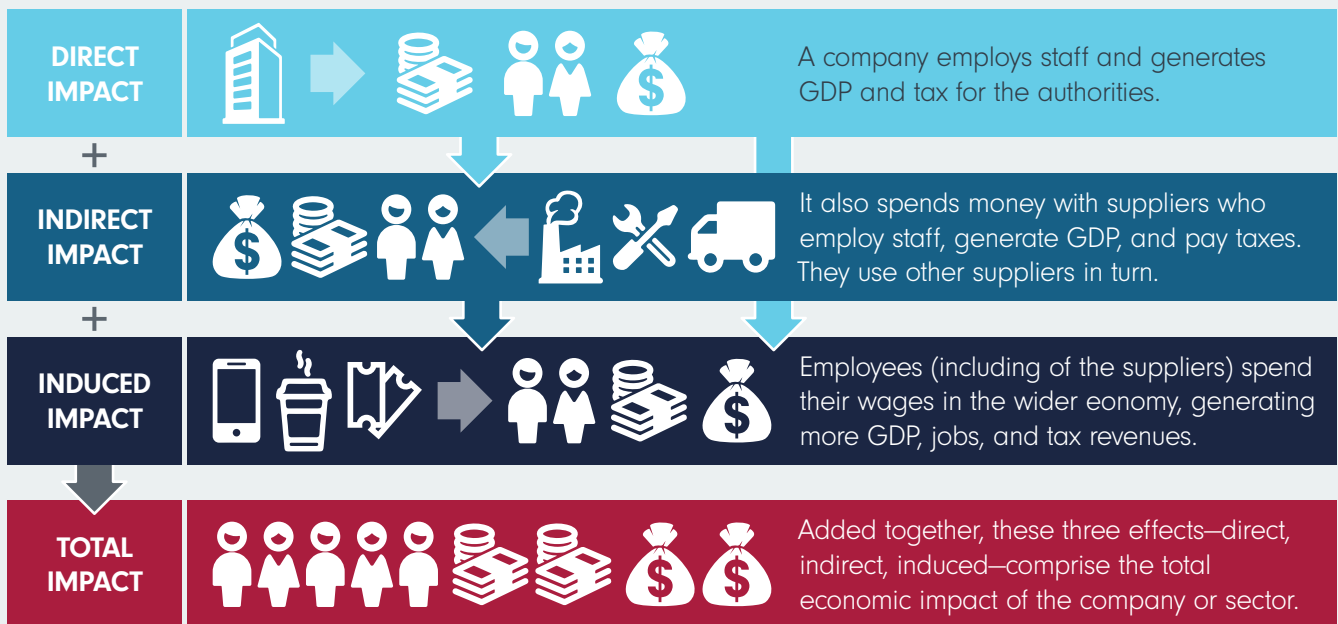 DIRECT
IMPACT
$
A company employs staff and generates
GDP and tax for the authorities.
+
INDIRECT
IMPACT
$
It also spends money with suppliers who
employ staff, generate GDP, and pay taxes.
They use other suppliers in turn.
+
INDUCED
IMPACT
$
Employees (including of the suppliers) spend
their wages in the wider eonomy, generating
more GDP, jobs, and tax revenues.
TOTAL
IMPACT
$ $
Added together, these three effects—direct,
indirect, induced—comprise the total
economic impact of the company or sector.